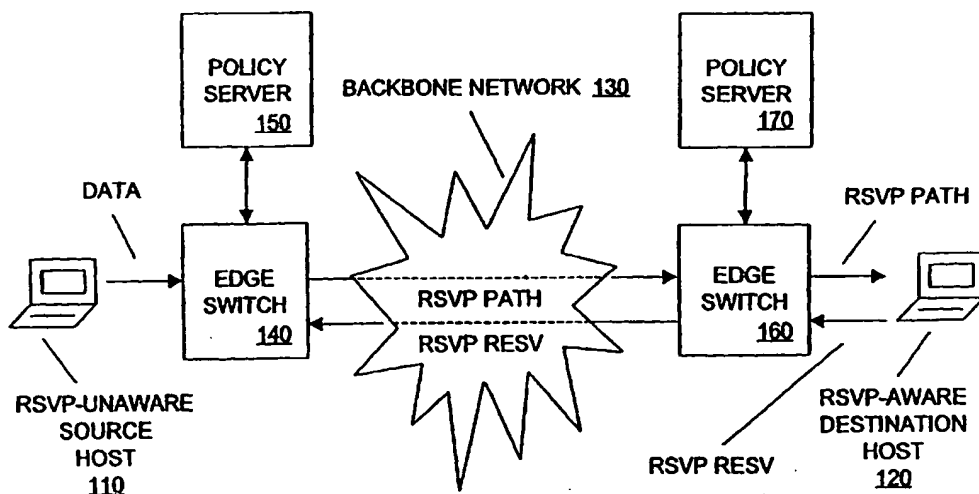 POLICY
SERVER
150
BACKBONE NETWORK 130
POLICY
SERVER
170
DATA
RSVP PATH
EDGE
SWITCH
140
RSVP PATH
RSVP RESV
EDGE
SWITCH
160
RSVP-UNAWARE
SOURCE
HOST
110
RSVP RESV
RSVP-AWARE
DESTINATION
HOST
120